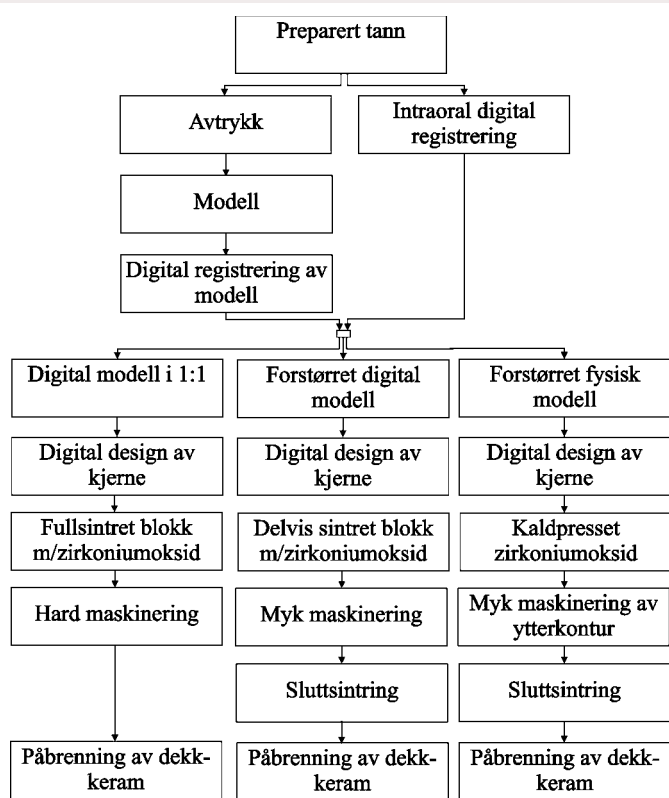 Preparert tann
Avtrykk
Intraoral digital
registrering
Modell
Digital registrering av
modell
Digital modell i 1:1
Forstørret digital
modell
Forstørret fysisk
modell
Digital design av
kjerne
Digital design av
kjerne
Digital design av
kjerne
Fullsintret blokk
m/zirkoniumoksid
Delvis sintret blokk
m/zirkoniumoksid
Kaldpresset
zirkoniumoksid
Hard maskinering
Myk maskinering
Myk maskinering av
ytterkontur
Sluttsintring
Sluttsintring
Påbrenning av dekk-
keram
Påbrenning av dekk-
keram
Påbrenning av dekk-
keram